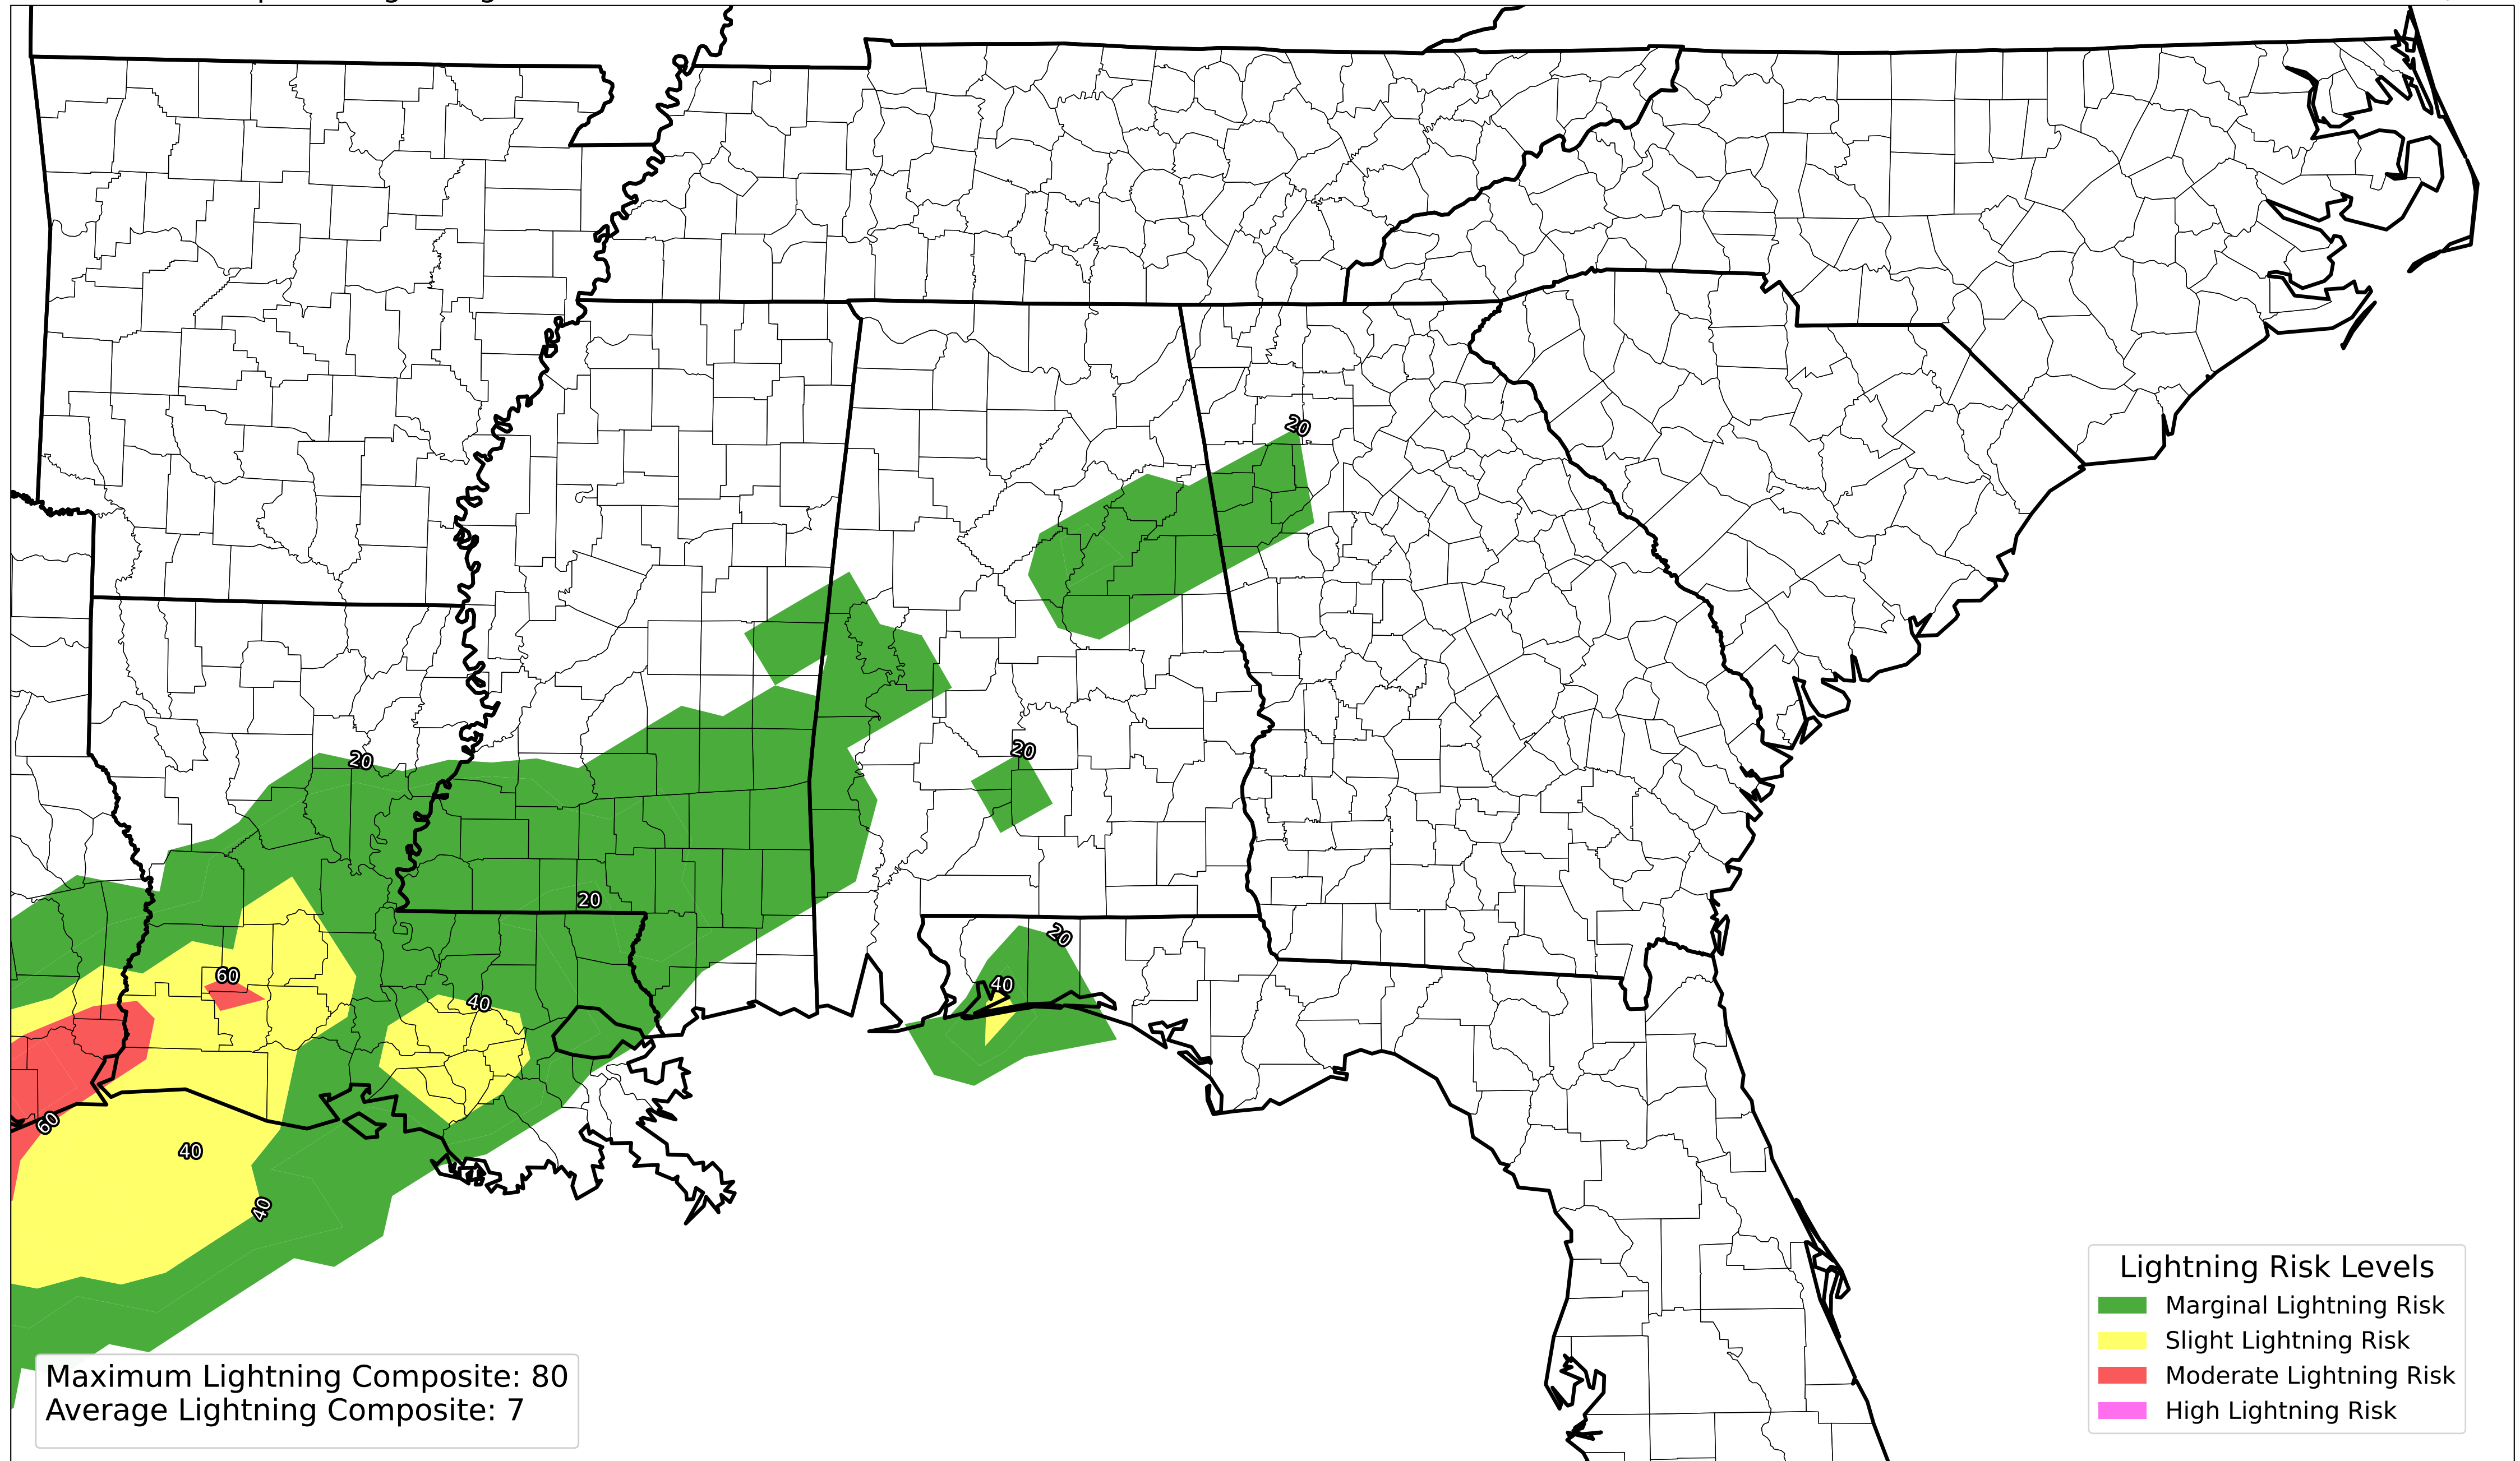 20
20
20
20
60
20
40
40
60
40
40
Lightning Risk Levels
Marginal Lightning Risk
Slight Lightning Risk
Moderate Lightning Risk
High Lightning Risk
Maximum Lightning Composite: 80
Average Lightning Composite: 7